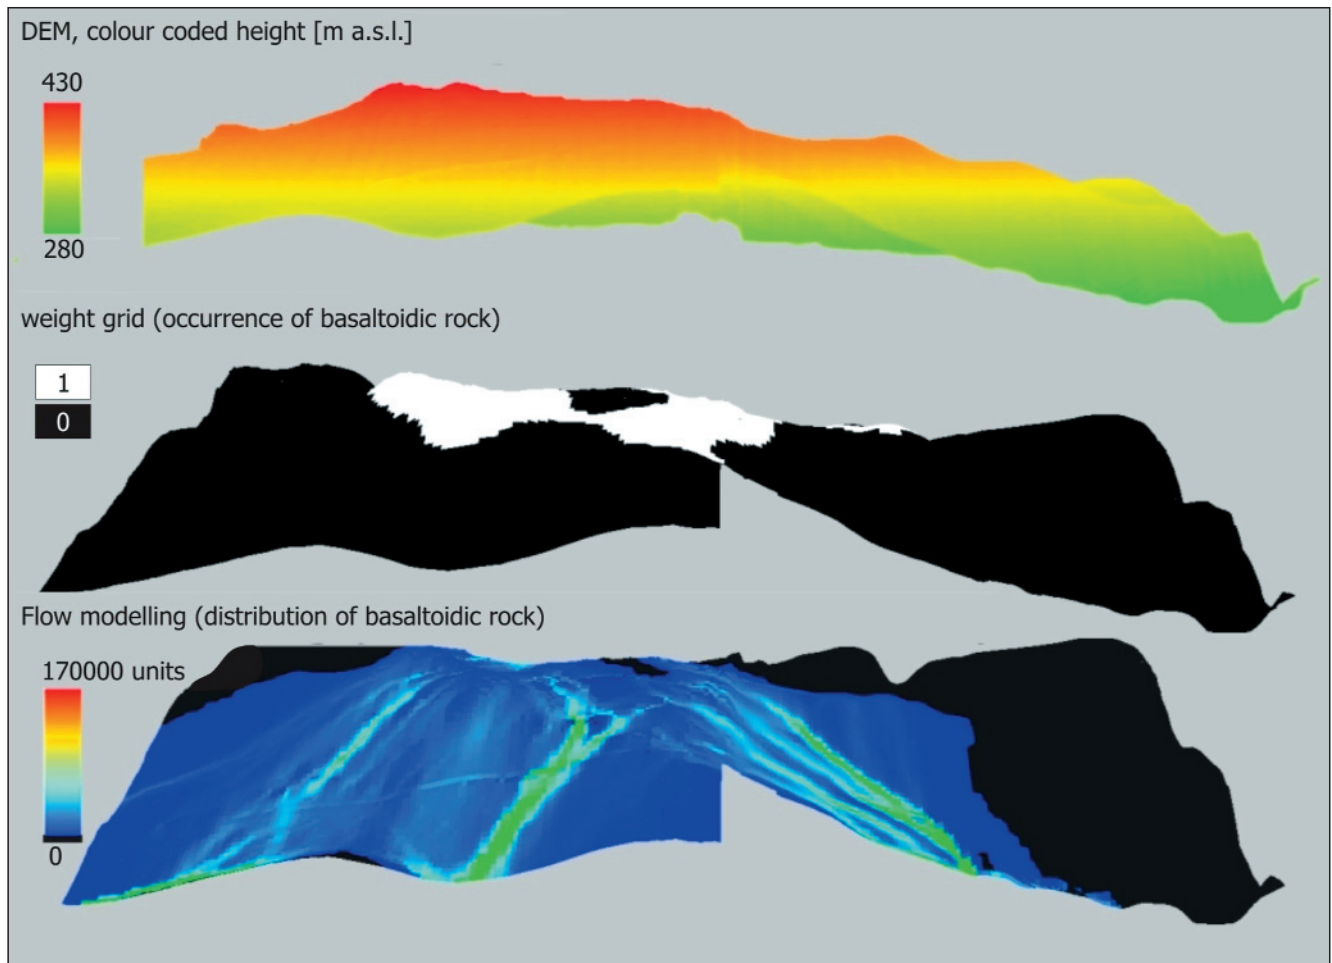 DEM, colour coded height [m a.s.l.]
430
280
weight grid (occurrence of basaltoidic rock)
1
0
Flow modelling (distribution of basaltoidic rock)
170000 units
0